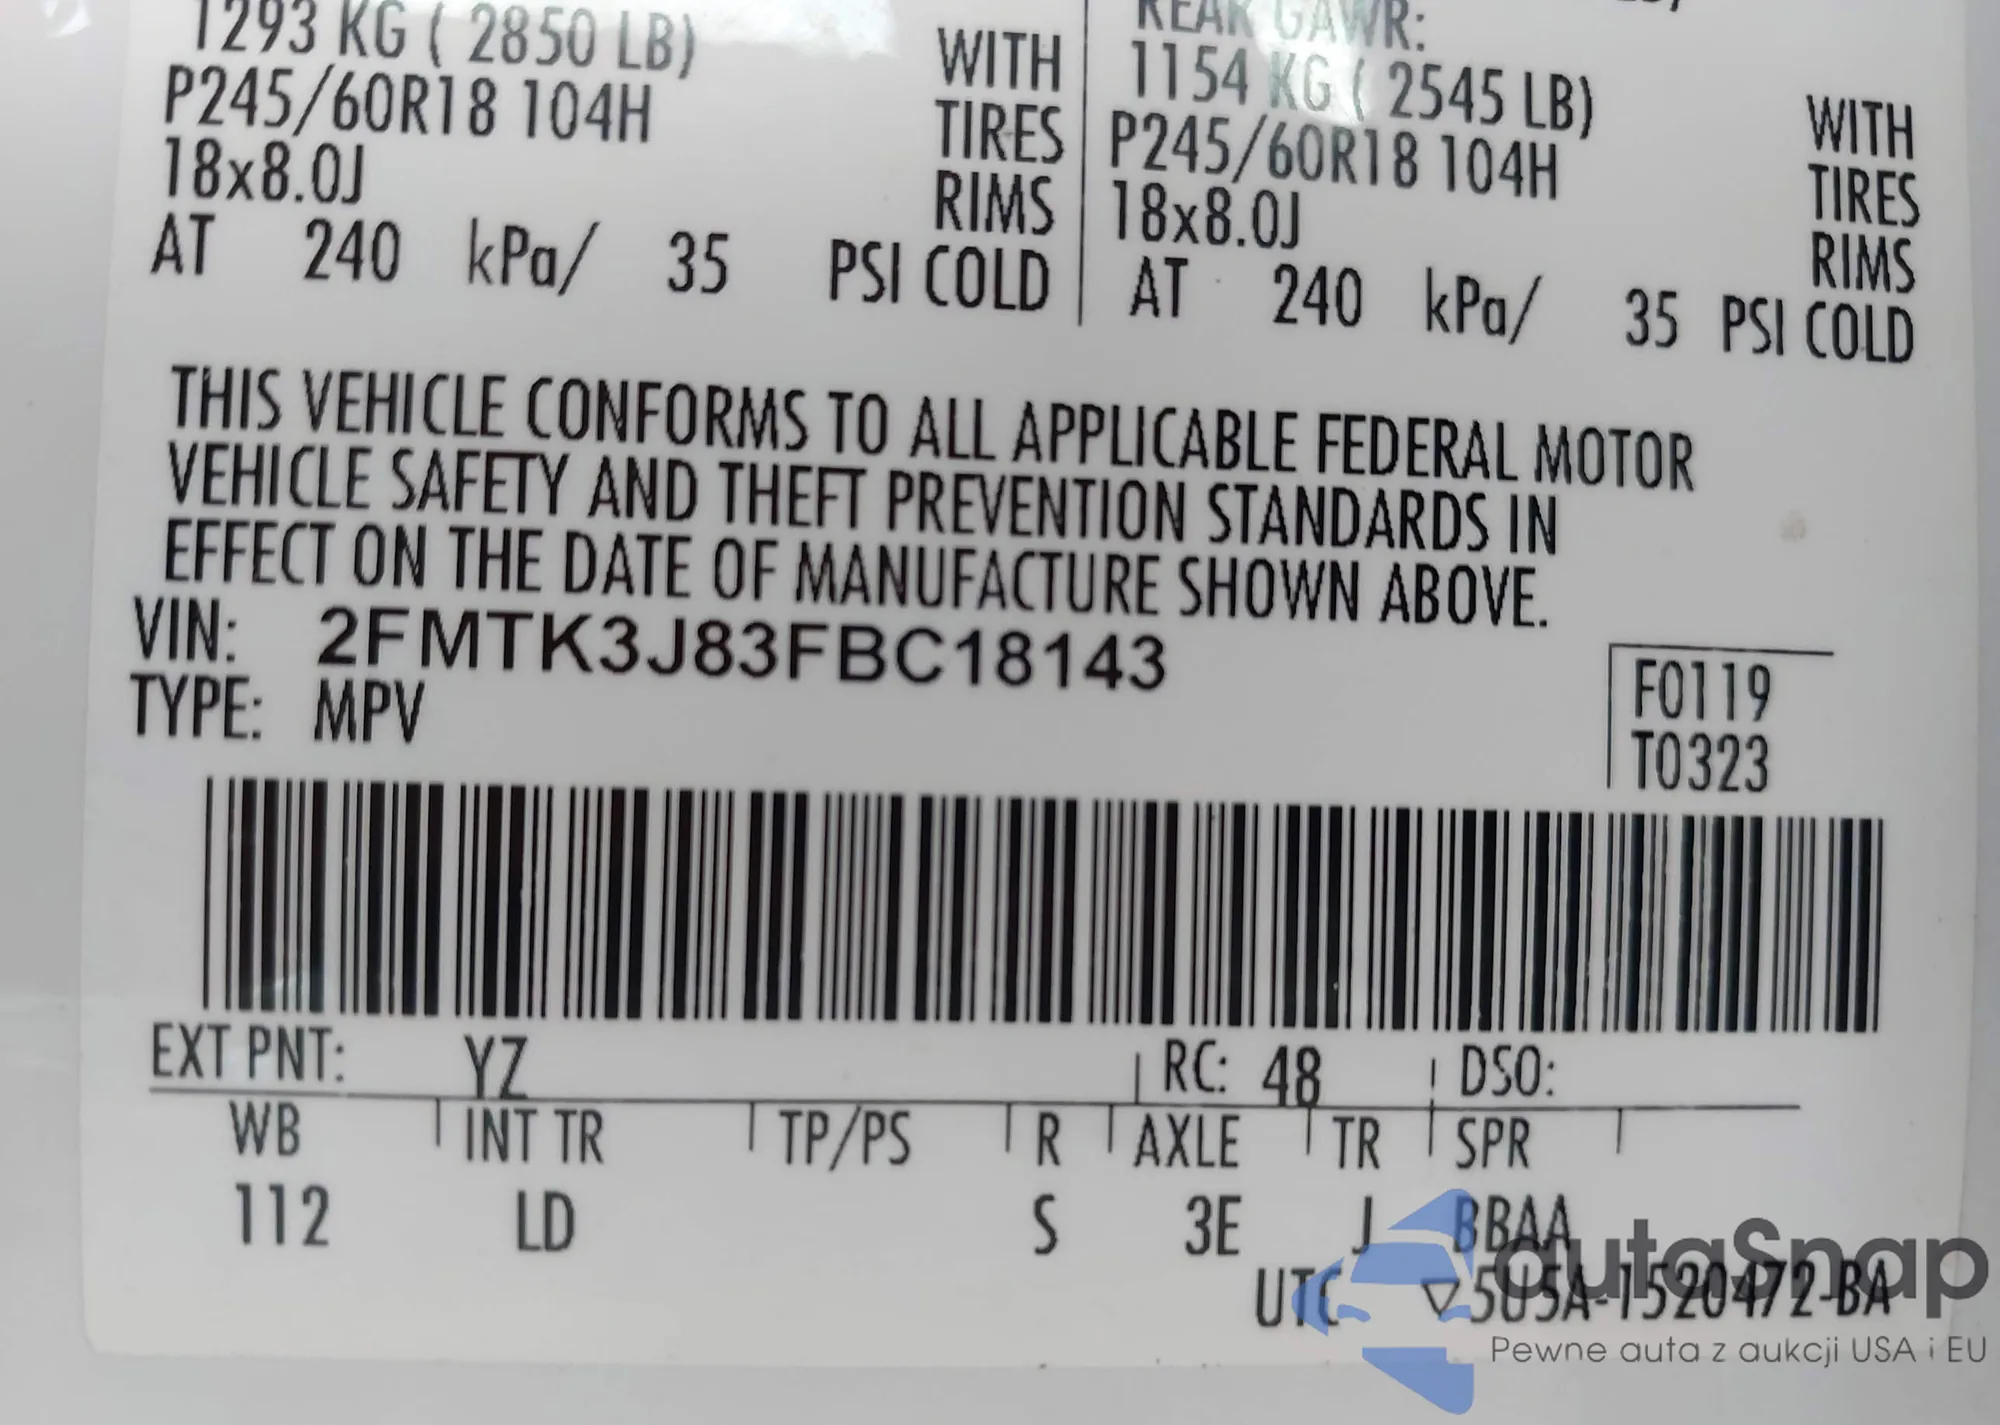 1293 KG ( 2850 LB) WITH
P245/60R18 104H TIRES
18x8.0J RIMS
AT 240 kPa/ 35 PSI COLD
REAR GAWR:
1154 KG ( 2545 LB) WITH
P245/60R18 104H TIRES
18x8.0J RIMS
AT 240 kPa/ 35 PSI COLD
THIS VEHICLE CONFORMS TO ALL APPLICABLE FEDERAL MOTOR
VEHICLE SAFETY AND THEFT PREVENTION STANDARDS IN
EFFECT ON THE DATE OF MANUFACTURE SHOWN ABOVE.
VIN: 2FMTK3J83FBC18143
TYPE: MPV
F0119
T0323
EXT PNT: YZ RC: 48 DSO:
WB INT TR TP/PS R AXLE TR SPR
112 LD S 3E J BBAA
UTC ▽5U5A-1520472-BA
autoSnap
Pewne auta z aukcji USA i EU